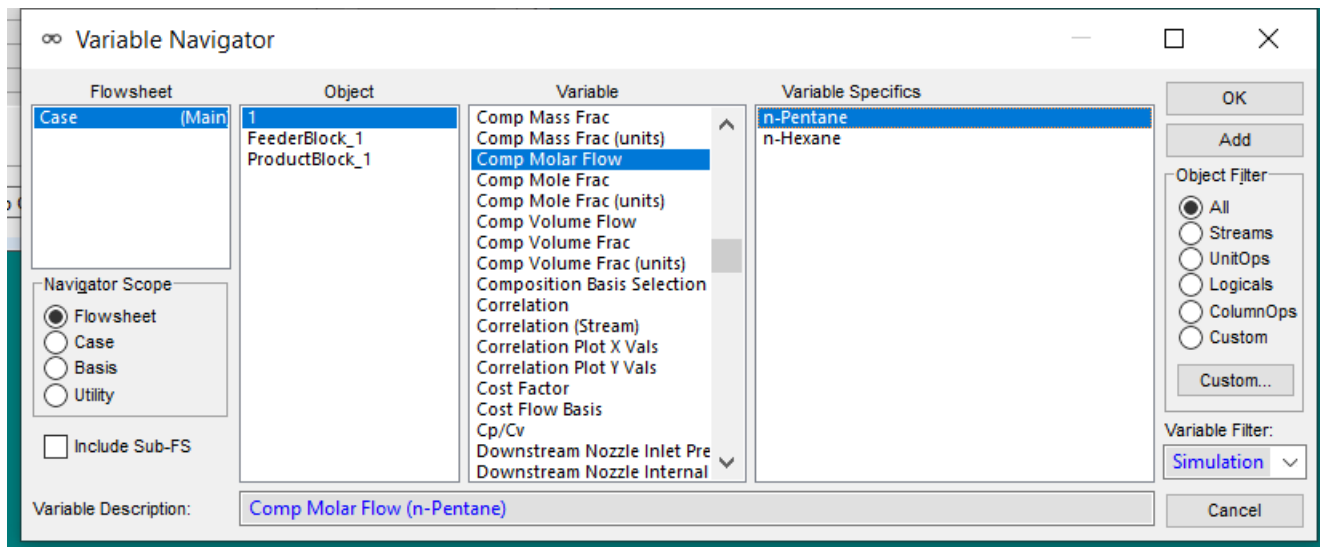 Variable Navigator
Flowsheet
Case (Main
Navigator Scope
Flowsheet
Case
Basis
Utility
Include Sub-FS
Object
1
FeederBlock_1
ProductBlock_1
Variable
Comp Mass Frac
Comp Mass Frac (units)
Comp Molar Flow
Comp Mole Frac
Comp Mole Frac (units)
Comp Volume Flow
Comp Volume Frac
Comp Volume Frac (units)
Composition Basis Selection
Correlation
Correlation (Stream)
Correlation Plot X Vals
Correlation Plot Y Vals
Cost Factor
Cost Flow Basis
Cp/Cv
Downstream Nozzle Inlet Pre
Downstream Nozzle Internal
Variable Specifics
n-Pentane
n-Hexane
OK
Add
Object Filter
All
Streams
UnitOps
Logicals
ColumnOps
Custom
Custom...
Variable Filter:
Simulation
Variable Description:
Comp Molar Flow (n-Pentane)
Cancel